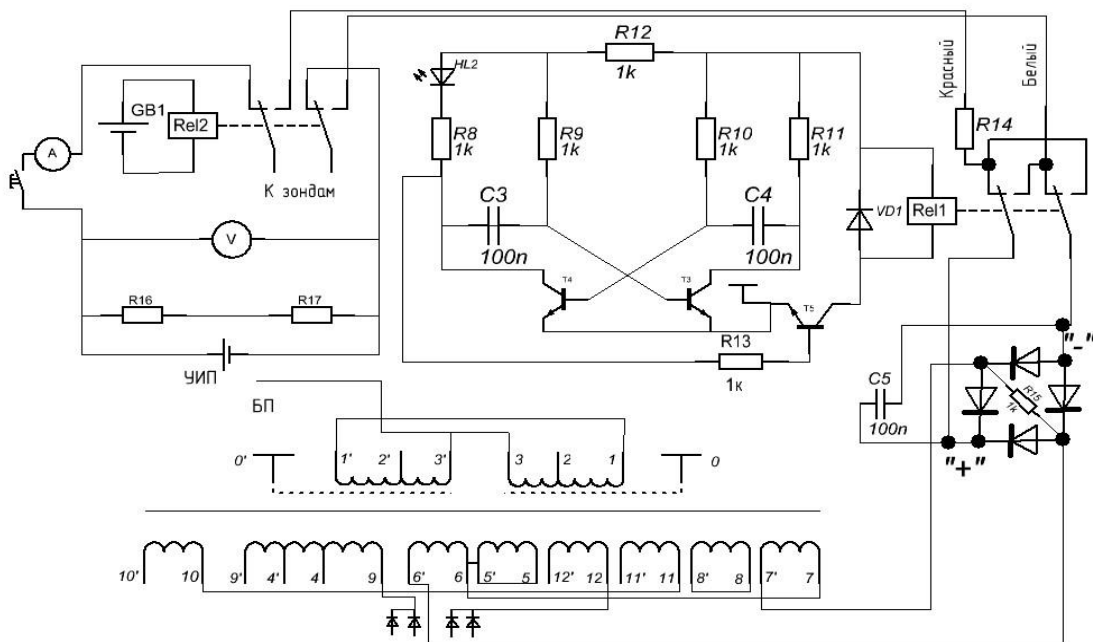 R12
1k
HL2
GB1
Rel2
R8
1k
R9
1k
R10
1k
R11
1k
Красный
Белый
R14
A
К зондам
C3
100n
C4
100n
VD1
Rel1
V
T4
T3
T5
R16
R17
R13
1к
УИП
БП
C5
100n
"-"
R15
1k
"+"
0'
1'
2'
3'
3
2
1
0
10'
10
9'
4'
4
9
6'
6
5'
5
12'
12
11'
11
8'
8
7'
7